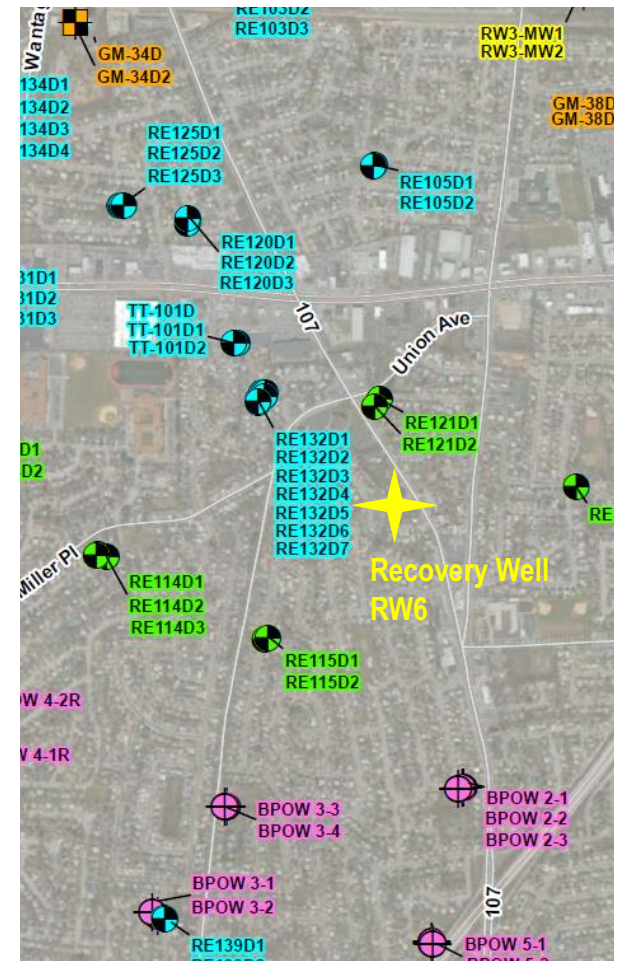 Wantag
RE103D2
RE103D3
RW3-MW1
RW3-MW2
GM-34D
GM-34D2
134D1
134D2
134D3
134D4
GM-38D
GM-38D
RE125D1
RE125D2
RE125D3
RE105D1
RE105D2
RE120D1
RE120D2
RE120D3
31D1
31D2
31D3
TT-101D
TT-101D1
TT-101D2
107
Union Ave
RE121D1
RE121D2
D1
-D2
RE132D1
RE132D2
RE132D3
RE132D4
RE132D5
RE132D6
RE132D7
RE
Recovery Well
RW6
Miller Pl
RE114D1
RE114D2
RE114D3
RE115D1
RE115D2
W 4-2R
W 4-1R
BPOW 3-3
BPOW 3-4
BPOW 2-1
BPOW 2-2
BPOW 2-3
BPOW 3-1
BPOW 3-2
107
RE139D1
BPOW 5-1